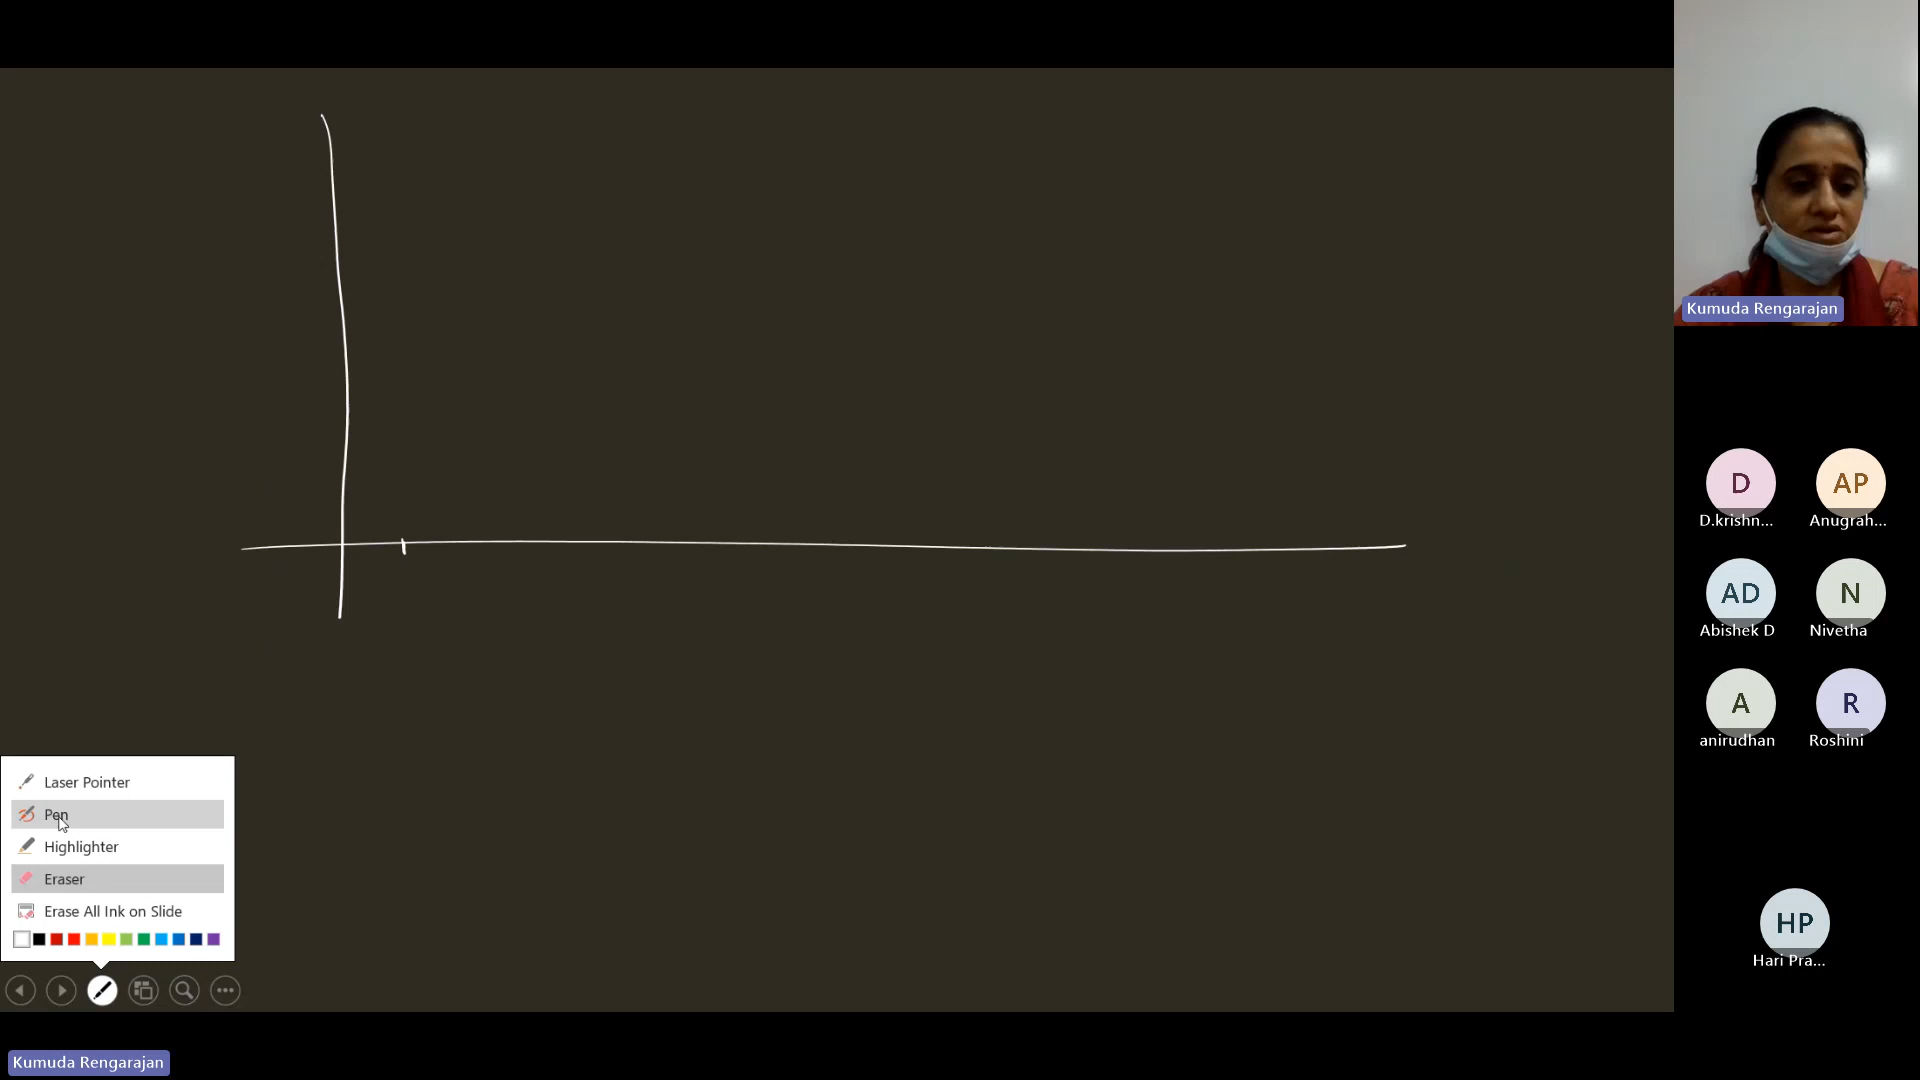 Kumuda Rengarajan
D
D.krishn...
AP
Anugrah...
AD
Abishek D
N
Nivetha
A
anirudhan
R
Roshini
HP
Hari Pra...
Laser Pointer
Pen
Highlighter
Eraser
Erase All Ink on Slide
Kumuda Rengarajan